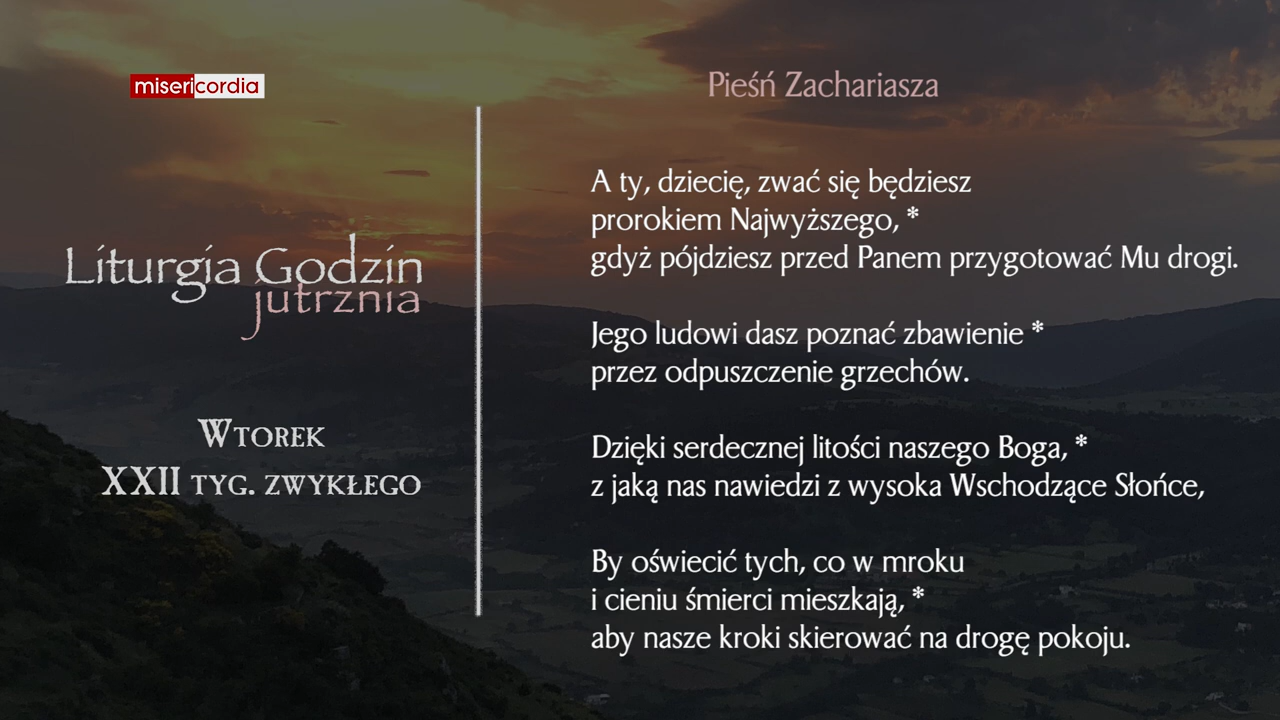 misericordia
Liturgia Godzin
jutrznia
Wtorek
XXII tyg. zwykłego
Pieśń Zachariasza
A ty, dziecię, zwać się będziesz
prorokiem Najwyższego, *
gdyż pójdziesz przed Panem przygotować Mu drogi.
Jego ludowi dasz poznać zbawienie *
przez odpuszczenie grzechów.
Dzięki serdecznej litości naszego Boga, *
z jaką nas nawiedzi z wysoka Wschodzące Słońce,
By oświecić tych, co w mroku
i cieniu śmierci mieszkają, *
aby nasze kroki skierować na drogę pokoju.